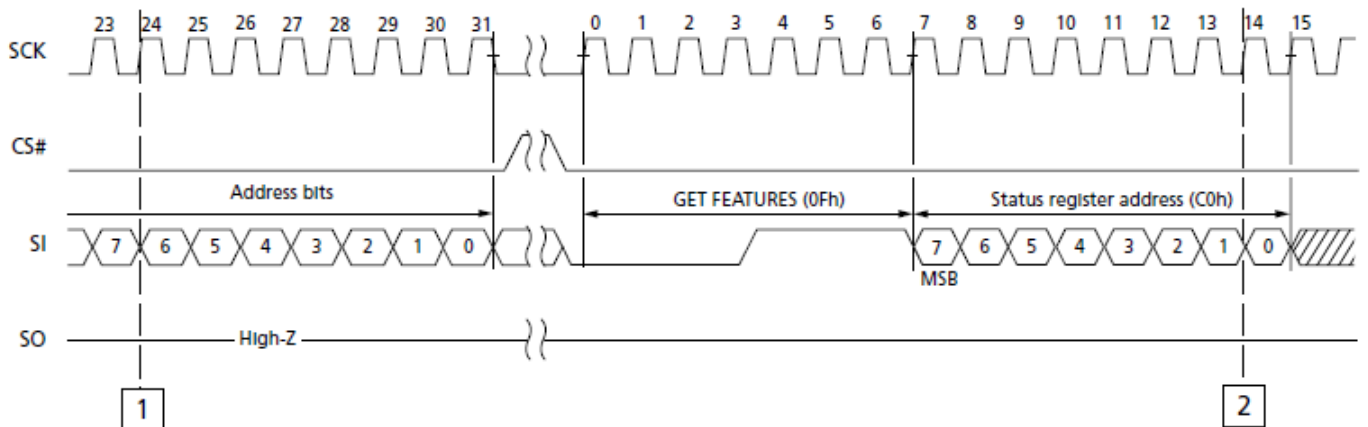 23 24 25 26 27 28 29 30 31 0 1 2 3 4 5 6 7 8 9 10 11 12 13 14 15
SCK
CS#
Address bits GET FEATURES (0Fh) Status register address (C0h)
SI 7 6 5 4 3 2 1 0 7 6 5 4 3 2 1 0
MSB
SO High-Z
1 2